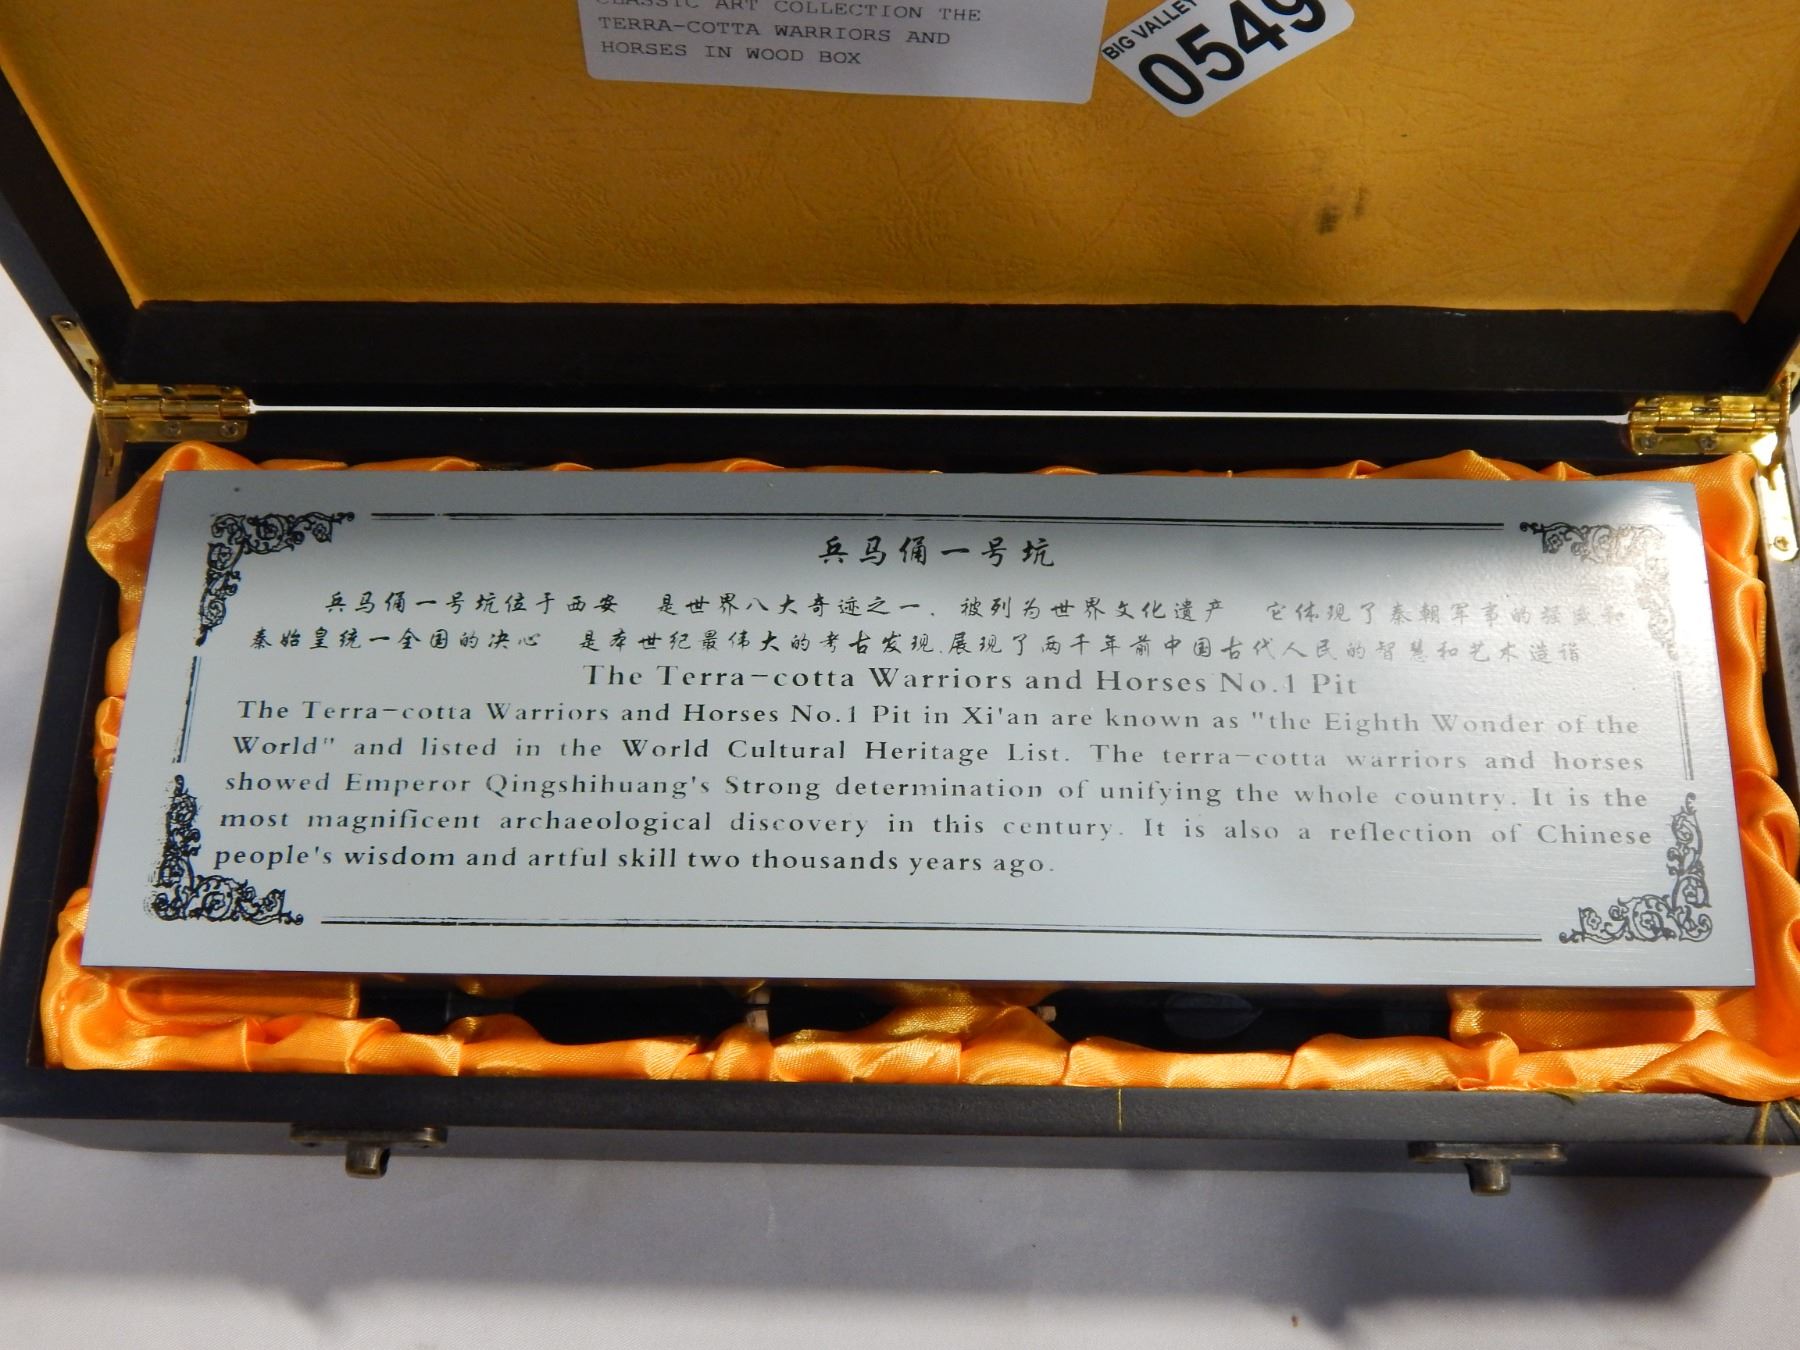 CLASSIC ART COLLECTION THE
TERRA-COTTA WARRIORS AND
HORSES IN WOOD BOX
BIG VALLEY
0549
兵马俑一号坑
兵马俑一号坑位于西安 是世界八大奇迹之一. 被列为世界文化遗产 它体现了秦朝军事的强盛和
秦始皇统一全国的决心 是本世纪最伟大的考古发现.展现了两千年前中国古代人民的智慧和艺术造诣
The Terra-cotta Warriors and Horses No.1 Pit
The Terra-cotta Warriors and Horses No.1 Pit in Xi'an are known as "the Eighth Wonder of the
World" and listed in the World Cultural Heritage List. The terra-cotta warriors and horses
showed Emperor Qingshihuang's Strong determination of unifying the whole country. It is the
most magnificent archaeological discovery in this century. It is also a reflection of Chinese
people's wisdom and artful skill two thousands years ago.